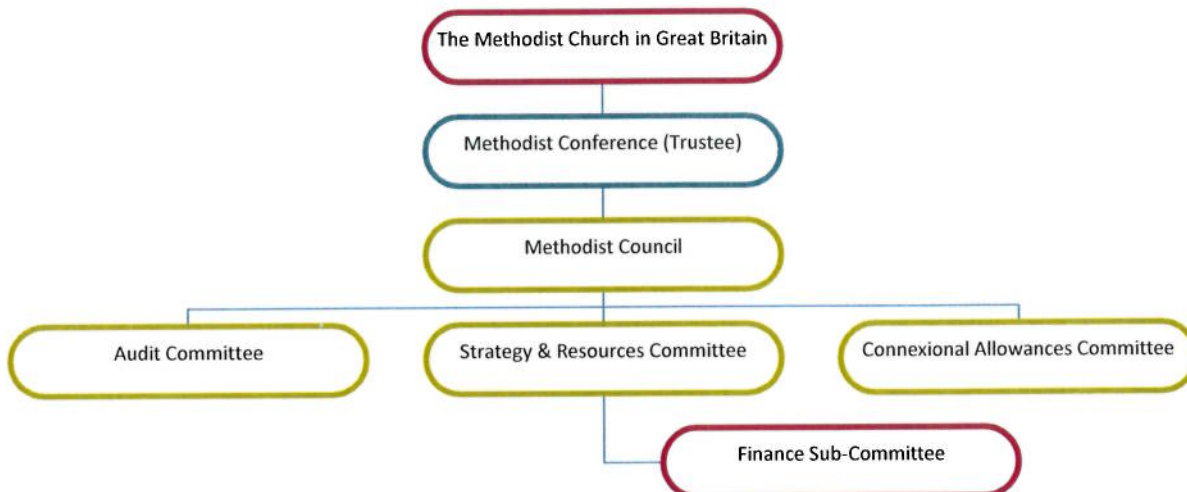 The Methodist Church in Great Britain
Methodist Conference (Trustee)
Methodist Council
Audit Committee
Strategy & Resources Committee
Connexional Allowances Committee
Finance Sub-Committee